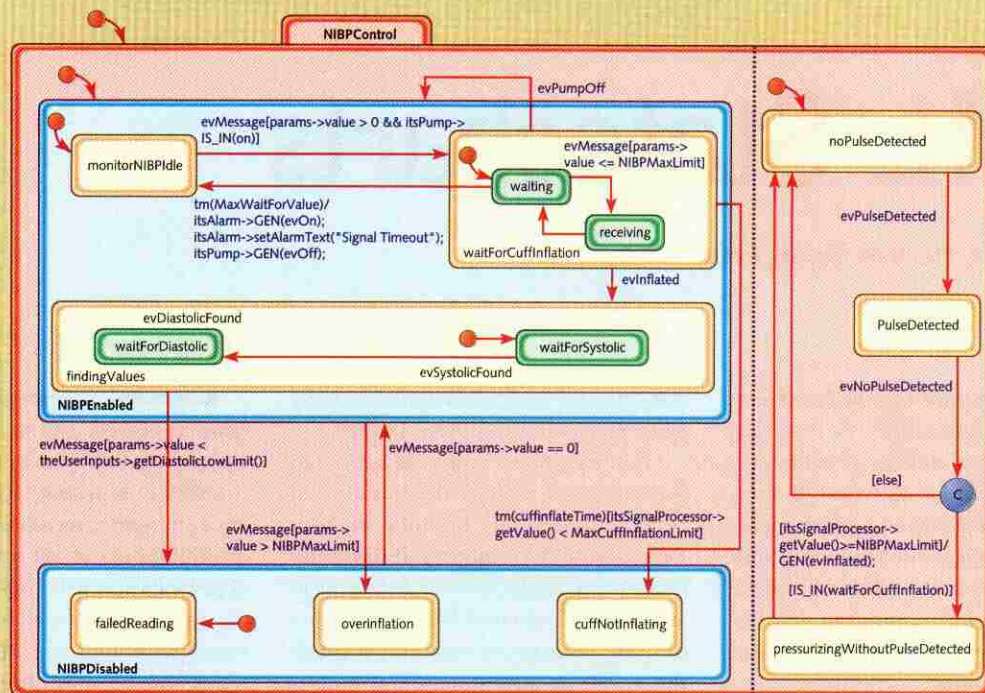 NIBPControl
evPumpOff
evMessage[params->value > 0 && itsPump->
IS_IN(on)]
monitorNIBPIdle
evMessage[params->
value <= NIBPMaxLimit]
waiting
receiving
waitForCuffInflation
tm(MaxWaitForValue)/
itsAlarm->GEN(evOn);
itsAlarm->setAlarmText("Signal Timeout");
itsPump->GEN(evOff);
evInflated
evDiastolicFound
waitForDiastolic
waitForSystolic
evSystolicFound
findingValues
NIBPEnabled
evMessage[params->value <
theUserInputs->getDiastolicLowLimit()]
evMessage[params->value == 0]
evMessage[params->
value > NIBPMaxLimit]
tm(cuffinflateTime)[itsSignalProcessor->
getValue() < MaxCuffInflationLimit]
failedReading
overinflation
cuffNotInflating
NIBPDisabled
noPulseDetected
evPulseDetected
PulseDetected
evNoPulseDetected
[else]
C
[itsSignalProcessor->
getValue()>=NIBPMaxLimit]/
GEN(evInflated);
[IS_IN(waitForCuffInflation)]
pressurizingWithoutPulseDetected